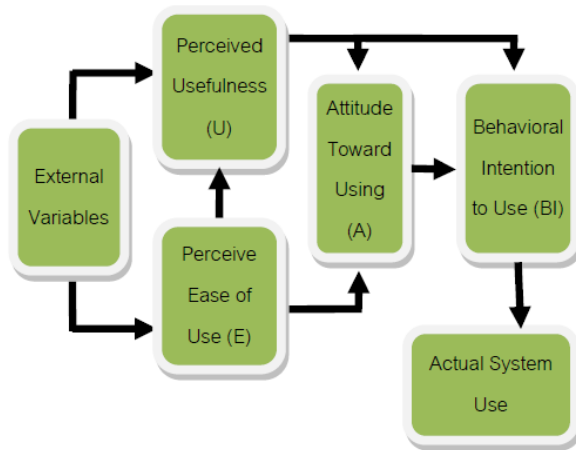 Perceived
Usefulness
(U)
External
Variables
Perceive
Ease of
Use (E)
Attitude
Toward
Using
(A)
Behavioral
Intention
to Use (BI)
Actual System
Use